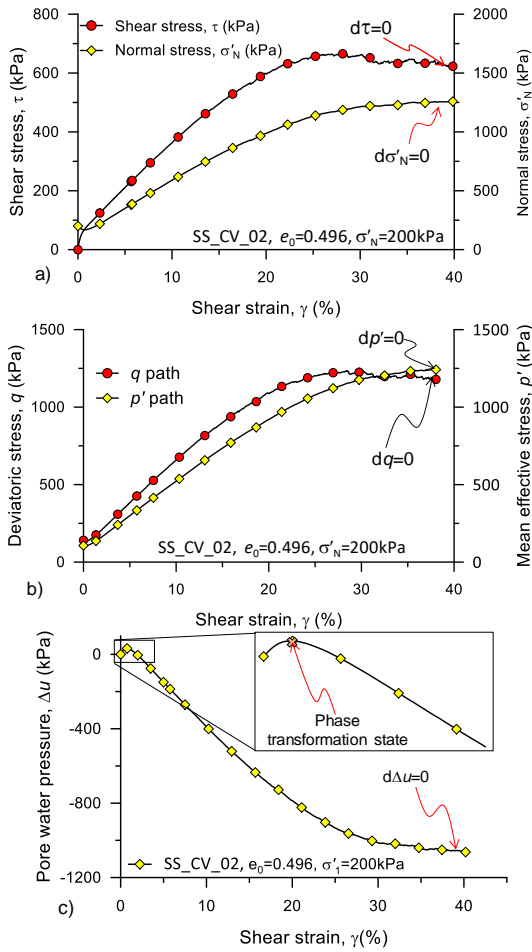 Shear stress, τ (kPa)
Normal stress, σ′N (kPa)
dτ=0
dσ′N=0
SS_CV_02, e0=0.496, σ′N=200kPa
800
600
400
200
0
2000
1500
1000
500
0
0 10 20 30 40
Shear stress, τ (kPa)
Normal stress, σ′N (kPa)
Shear strain, γ (%)
a)
1500
1000
500
0
1500
1000
500
0
q path
p′ path
dp′=0
dq=0
SS_CV_02, e0=0.496, σ′N=200kPa
0 10 20 30 40
Deviatoric stress, q (kPa)
Mean effective stress, p′ (kPa)
Shear strain, γ (%)
b)
0
-400
-800
-1200
Phase
transformation state
dΔu=0
SS_CV_02, e0=0.496, σ′1=200kPa
0 10 20 30 40
Pore water pressure, Δu (kPa)
Shear strain, γ(%)
c)